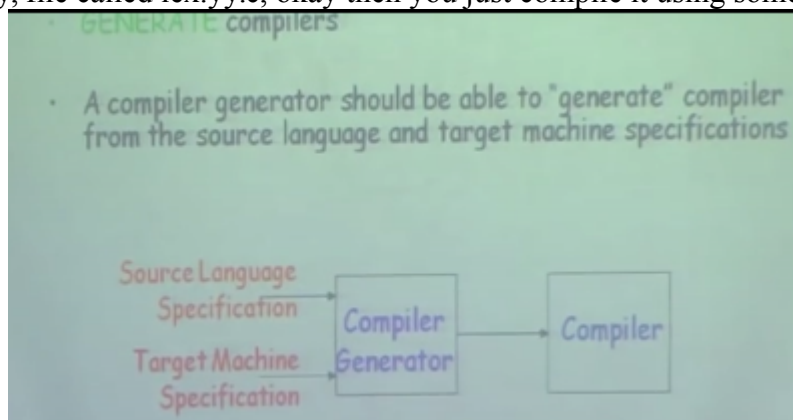 file called lex.yy.c, okay then you just compile it using some
• GENERATE compilers
• A compiler generator should be able to "generate" compiler
from the source language and target machine specifications
Source Language
Specification
Compiler
Generator
Compiler
Target Machine
Specification